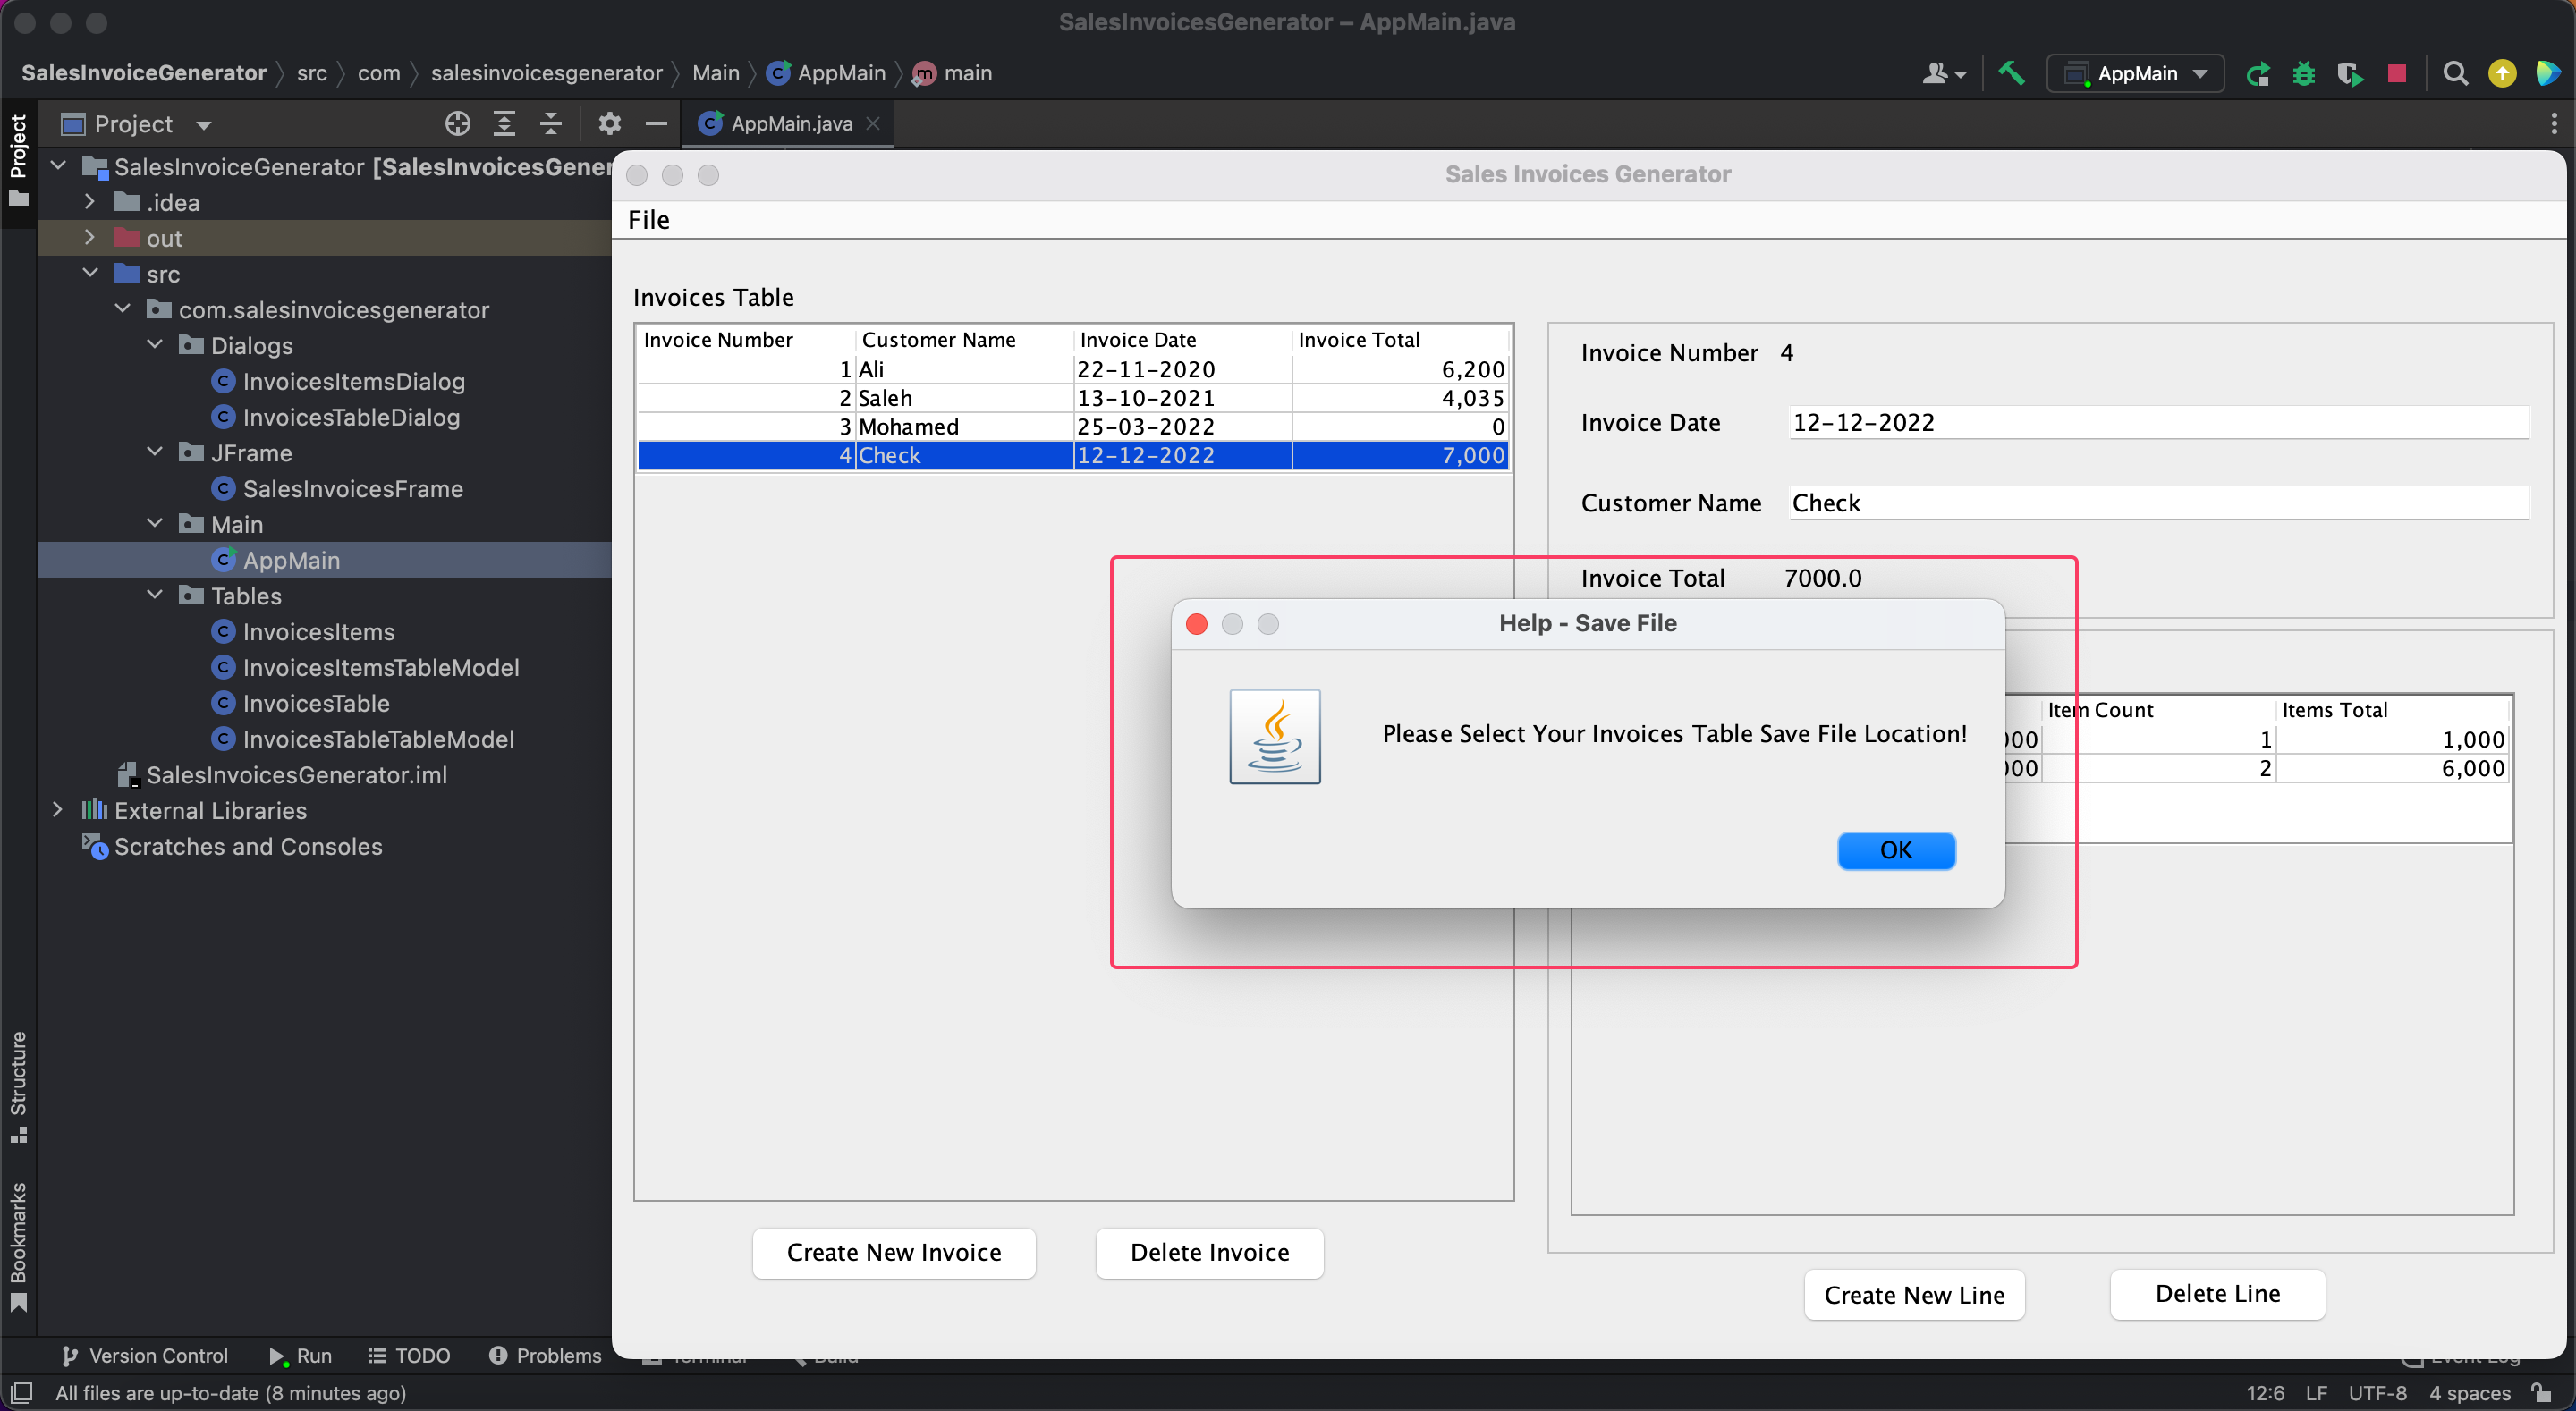 SalesInvoicesGenerator – AppMain.java
SalesInvoiceGenerator src com salesinvoicesgenerator Main AppMain main
AppMain
Project
Project
AppMain.java
SalesInvoiceGenerator [SalesInvoicesGener
.idea
out
src
com.salesinvoicesgenerator
Dialogs
InvoicesItemsDialog
InvoicesTableDialog
JFrame
SalesInvoicesFrame
Main
AppMain
Tables
InvoicesItems
InvoicesItemsTableModel
InvoicesTable
InvoicesTableTableModel
SalesInvoicesGenerator.iml
External Libraries
Scratches and Consoles
Structure
Bookmarks
Sales Invoices Generator
File
Invoices Table
Invoice Number Customer Name Invoice Date Invoice Total
1 Ali 22-11-2020 6,200
2 Saleh 13-10-2021 4,035
3 Mohamed 25-03-2022 0
4 Check 12-12-2022 7,000
Invoice Number 4
Invoice Date 12-12-2022
Customer Name Check
Invoice Total 7000.0
Help - Save File
Please Select Your Invoices Table Save File Location!
OK
Item Count Items Total
000 1 1,000
000 2 6,000
Create New Invoice Delete Invoice
Create New Line Delete Line
Version Control Run TODO Problems Terminal Build Event Log
All files are up-to-date (8 minutes ago)
12:6 LF UTF-8 4 spaces